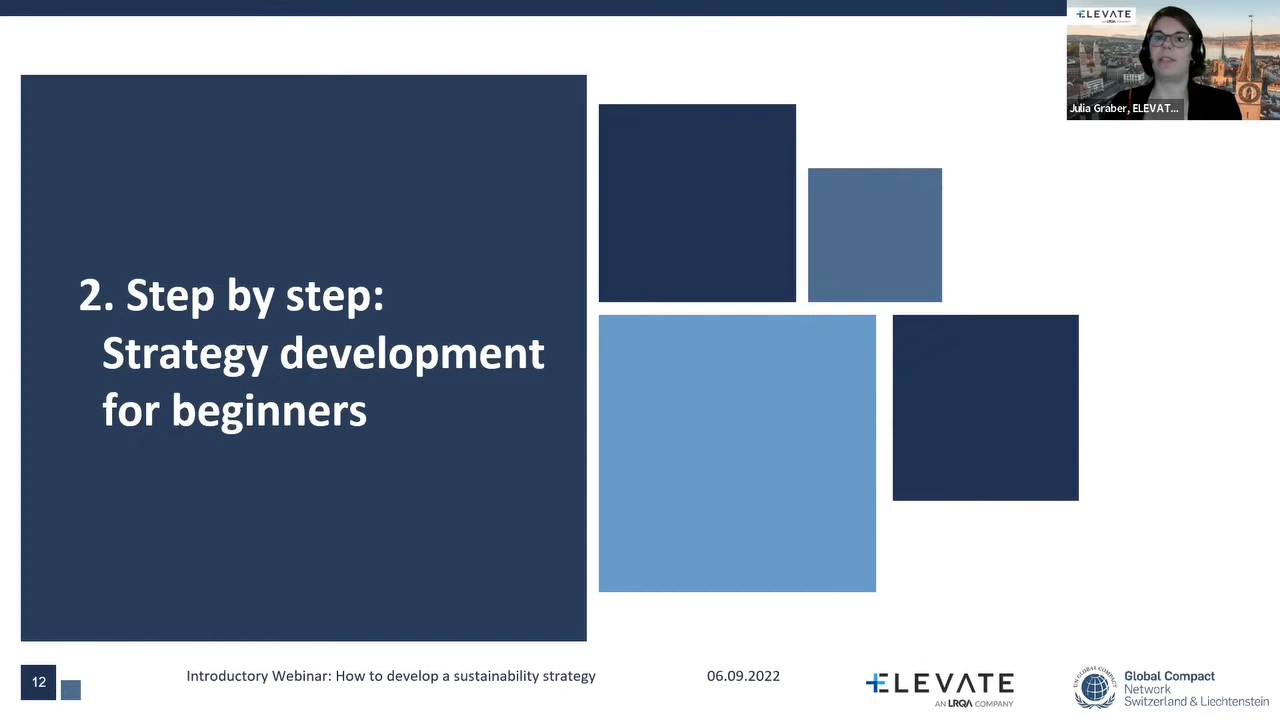 ELEVATE
Julia Graber, ELEVAT...
2. Step by step:
Strategy development
for beginners
12
Introductory Webinar: How to develop a sustainability strategy
06.09.2022
ELEVATE
AN LRQA COMPANY
Global Compact
Network
Switzerland & Liechtenstein